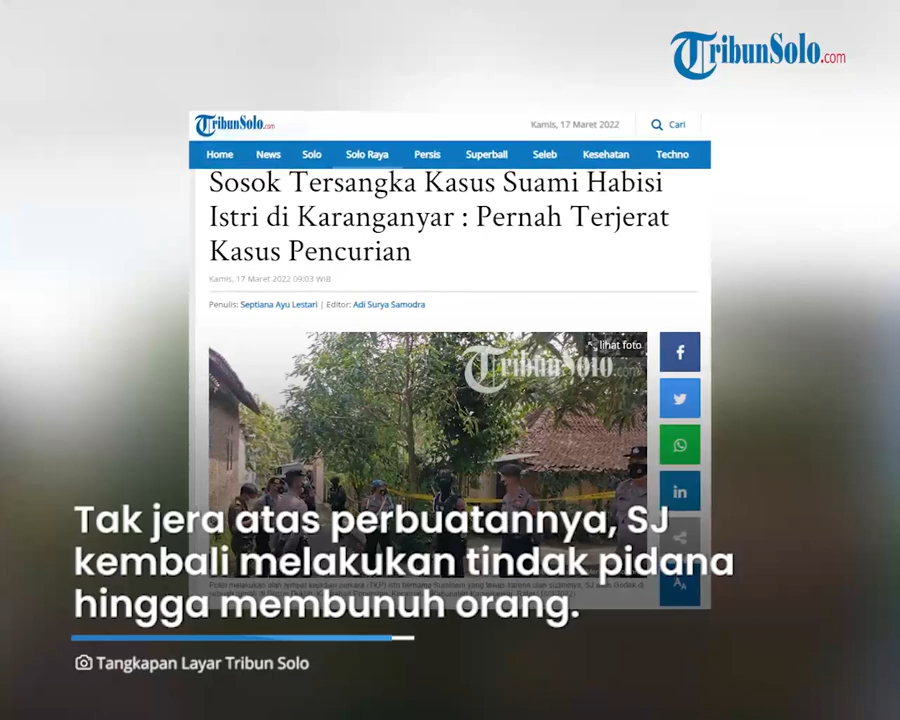 TribunSolo.com
TribunSolo.com
Kamis, 17 Maret 2022
Cari
Home News Solo Solo Raya Persis Superball Seleb Kesehatan Techno
Sosok Tersangka Kasus Suami Habisi
Istri di Karanganyar : Pernah Terjerat
Kasus Pencurian
Kamis, 17 Maret 2022 09:03 WIB
Penulis: Septiana Ayu Lestari | Editor: Adi Surya Samodra
lihat foto
TribunSolo.com
Tak jera atas perbuatannya, SJ
kembali melakukan tindak pidana
hingga membunuh orang.
Tangkapan Layar Tribun Solo